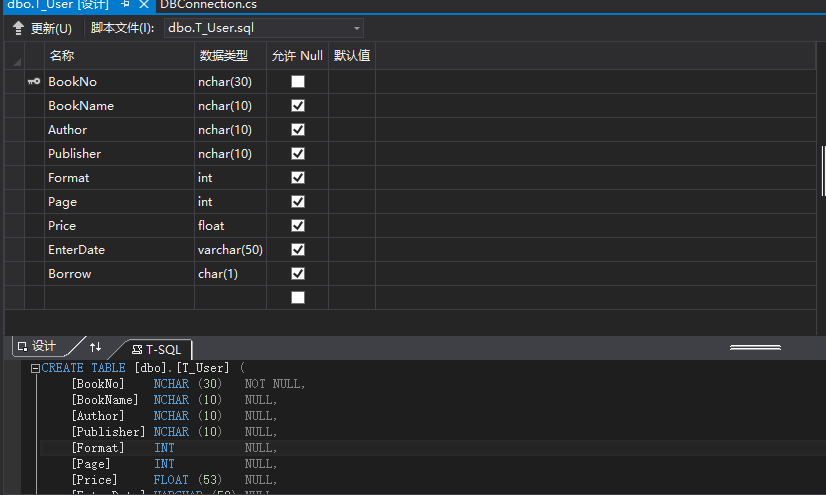 dbo.T_User [设计] DBConnection.cs
更新(U) 脚本文件(I): dbo.T_User.sql
名称 数据类型 允许 Null 默认值
BookNo nchar(30)
BookName nchar(10)
Author nchar(10)
Publisher nchar(10)
Format int
Page int
Price float
EnterDate varchar(50)
Borrow char(1)
设计 T-SQL
CREATE TABLE [dbo].[T_User] (
[BookNo] NCHAR (30) NOT NULL,
[BookName] NCHAR (10) NULL,
[Author] NCHAR (10) NULL,
[Publisher] NCHAR (10) NULL,
[Format] INT NULL,
[Page] INT NULL,
[Price] FLOAT (53) NULL,
[EnterDate] VARCHAR (50) NULL,